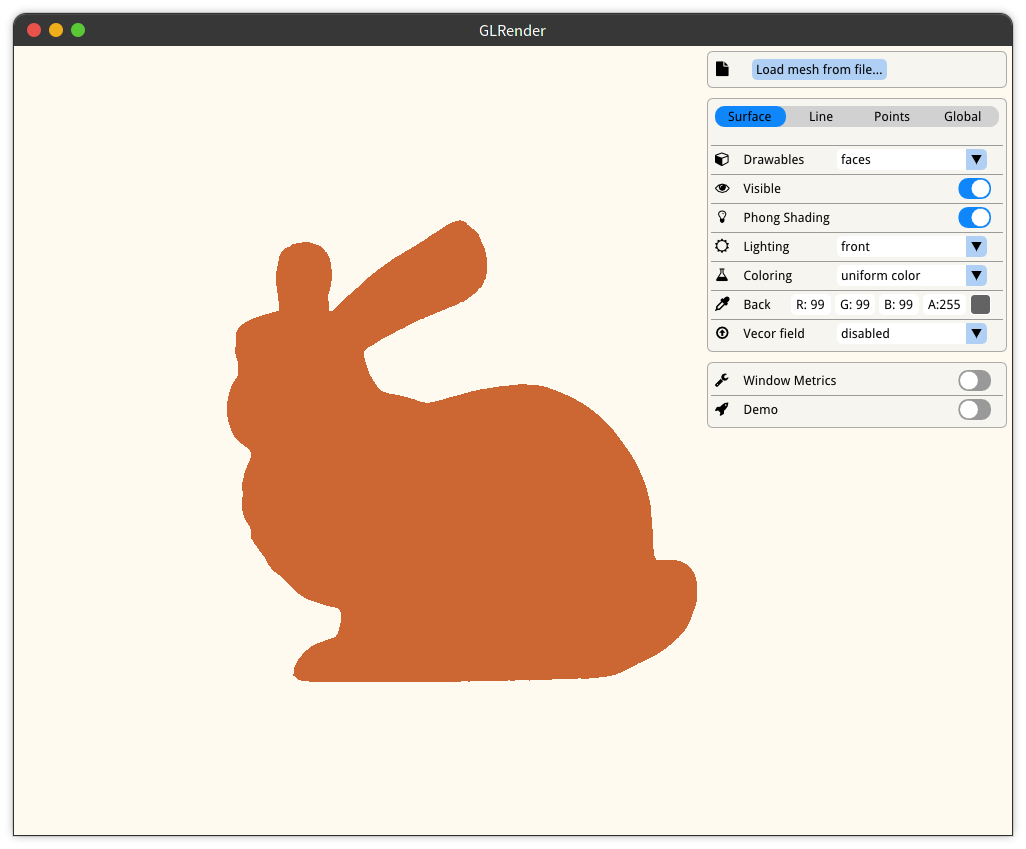 GLRender
Load mesh from file...
Surface Line Points Global
Drawables faces
Visible
Phong Shading
Lighting front
Coloring uniform color
Back R: 99 G: 99 B: 99 A:255
Vecor field disabled
Window Metrics
Demo